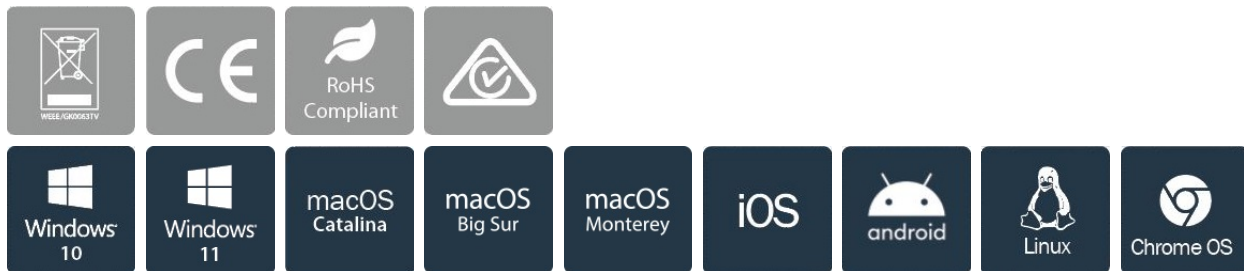 WEEE/GK0063TV
CE
RoHS
Compliant
Windows
10
Windows
11
macOS
Catalina
macOS
Big Sur
macOS
Monterey
iOS
android
Linux
Chrome OS